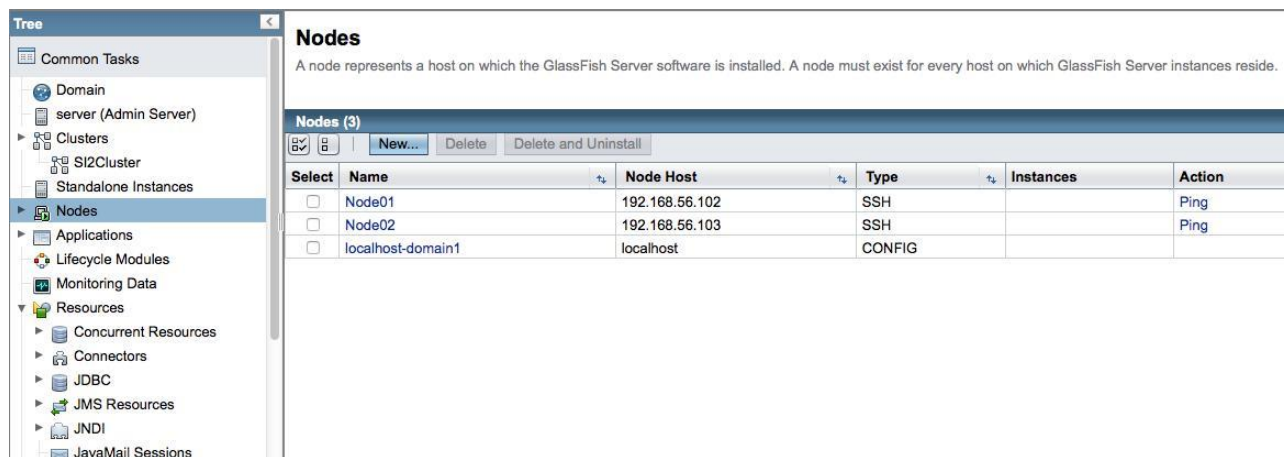 Tree
Common Tasks
Domain
server (Admin Server)
Clusters
SI2Cluster
Standalone Instances
Nodes
Applications
Lifecycle Modules
Monitoring Data
Resources
Concurrent Resources
Connectors
JDBC
JMS Resources
JNDI
JavaMail Sessions
Nodes
A node represents a host on which the GlassFish Server software is installed. A node must exist for every host on which GlassFish Server instances reside.
Nodes (3)
New... Delete Delete and Uninstall
Select Name Node Host Type Instances Action
Node01 192.168.56.102 SSH Ping
Node02 192.168.56.103 SSH Ping
localhost-domain1 localhost CONFIG